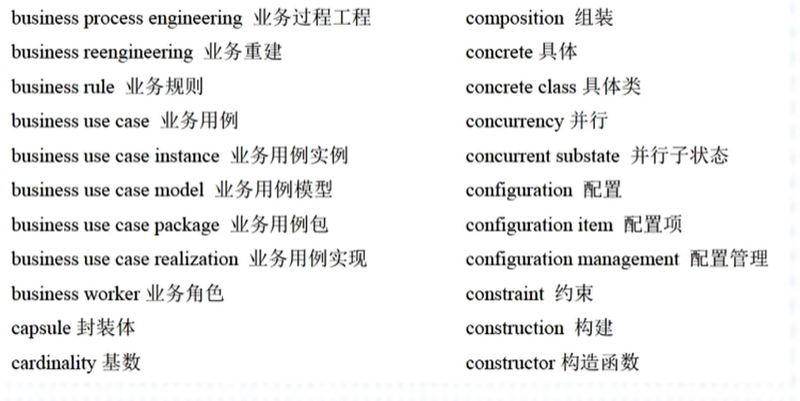 business process engineering 业务过程工程
business reengineering 业务重建
business rule 业务规则
business use case 业务用例
business use case instance 业务用例实例
business use case model 业务用例模型
business use case package 业务用例包
business use case realization 业务用例实现
business worker 业务角色
capsule 封装体
cardinality 基数
composition 组装
concrete 具体
concrete class 具体类
concurrency 并行
concurrent substate 并行子状态
configuration 配置
configuration item 配置项
configuration management 配置管理
constraint 约束
construction 构建
constructor 构造函数